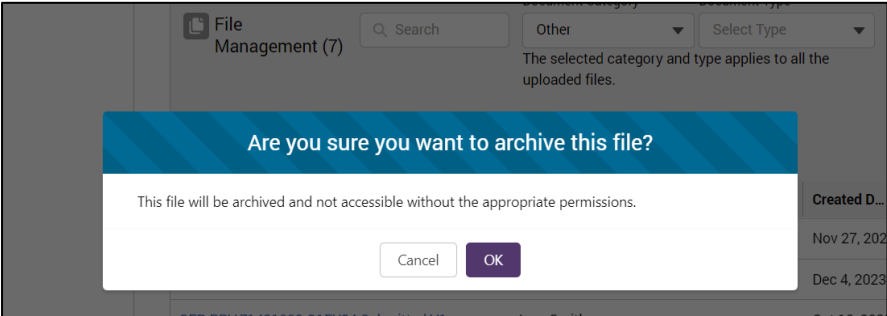 File
Management (7)
Search
Other
Select Type
The selected category and type applies to all the
uploaded files.
Are you sure you want to archive this file?
This file will be archived and not accessible without the appropriate permissions.
Created D...
Nov 27, 202
Dec 4, 2023
Cancel
OK